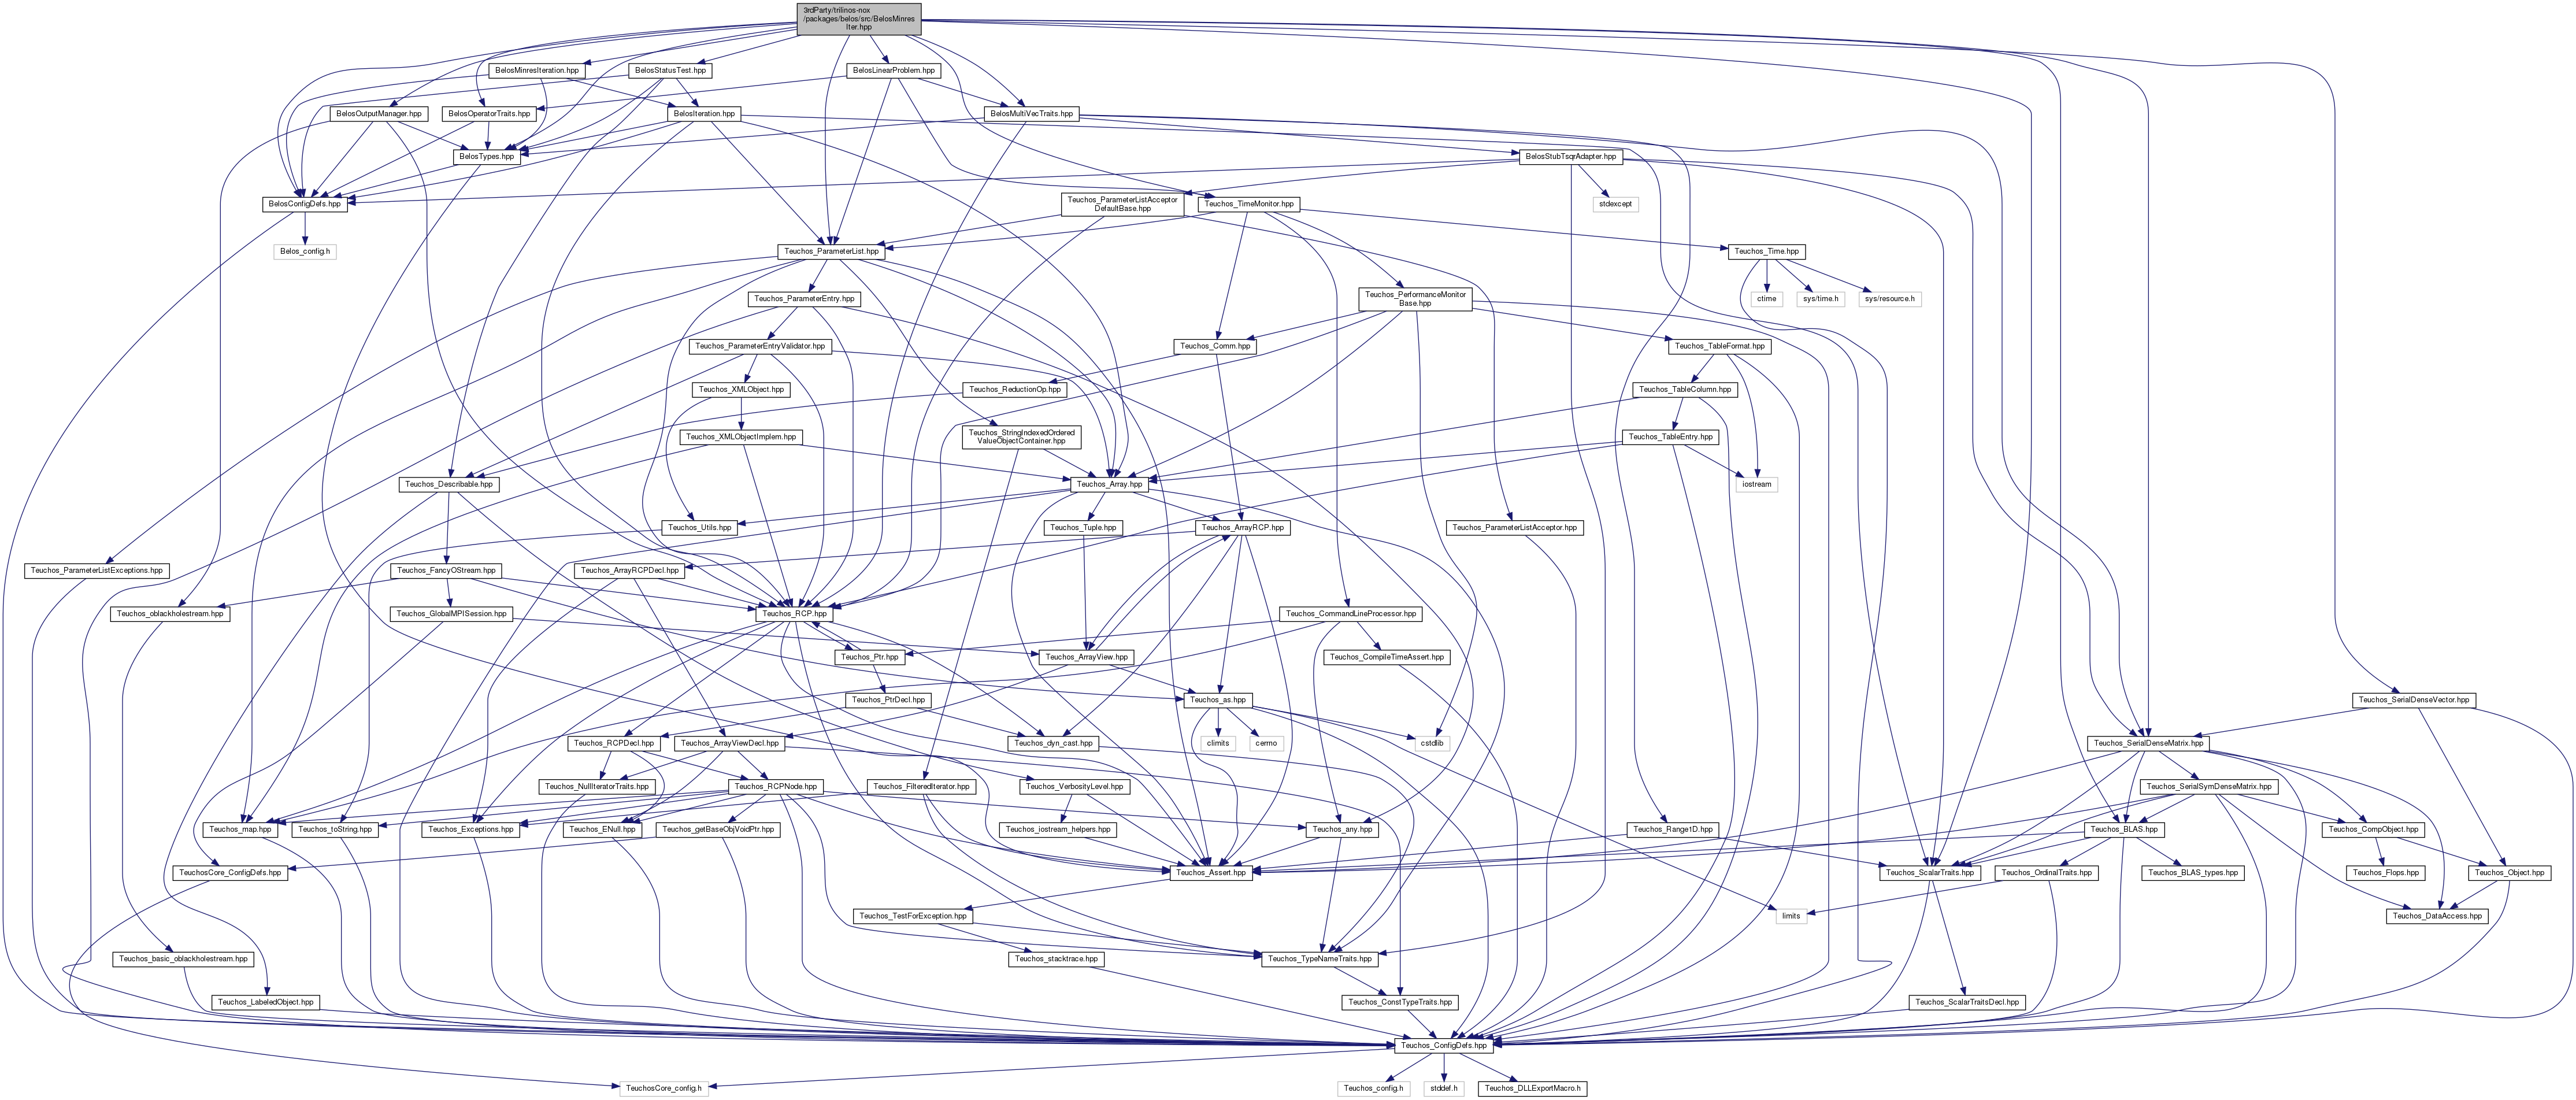 3rdParty/trilinos-nox
/packages/belos/src/BelosMinres
Iter.hpp
BelosMinresIteration.hpp
BelosStatusTest.hpp
BelosLinearProblem.hpp
BelosOutputManager.hpp
BelosOperatorTraits.hpp
BelosIteration.hpp
BelosMultiVecTraits.hpp
BelosTypes.hpp
BelosStubTsqrAdapter.hpp
BelosConfigDefs.hpp
Teuchos_ParameterListAcceptor
DefaultBase.hpp
Teuchos_TimeMonitor.hpp
stdexcept
Belos_config.h
Teuchos_ParameterList.hpp
Teuchos_Time.hpp
Teuchos_ParameterEntry.hpp
Teuchos_PerformanceMonitor
Base.hpp
ctime
sys/time.h
sys/resource.h
Teuchos_ParameterEntryValidator.hpp
Teuchos_Comm.hpp
Teuchos_TableFormat.hpp
Teuchos_XMLObject.hpp
Teuchos_ReductionOp.hpp
Teuchos_TableColumn.hpp
Teuchos_XMLObjectImplem.hpp
Teuchos_StringIndexedOrdered
ValueObjectContainer.hpp
Teuchos_TableEntry.hpp
Teuchos_Describable.hpp
Teuchos_Array.hpp
iostream
Teuchos_Utils.hpp
Teuchos_Tuple.hpp
Teuchos_ArrayRCP.hpp
Teuchos_ParameterListAcceptor.hpp
Teuchos_ParameterListExceptions.hpp
Teuchos_FancyOStream.hpp
Teuchos_ArrayRCPDecl.hpp
Teuchos_oblackholestream.hpp
Teuchos_GlobalMPISession.hpp
Teuchos_RCP.hpp
Teuchos_CommandLineProcessor.hpp
Teuchos_Ptr.hpp
Teuchos_ArrayView.hpp
Teuchos_CompileTimeAssert.hpp
Teuchos_PtrDecl.hpp
Teuchos_as.hpp
Teuchos_SerialDenseVector.hpp
Teuchos_RCPDecl.hpp
Teuchos_ArrayViewDecl.hpp
Teuchos_dyn_cast.hpp
climits
cerrno
cstdlib
Teuchos_SerialDenseMatrix.hpp
Teuchos_NullIteratorTraits.hpp
Teuchos_RCPNode.hpp
Teuchos_FilteredIterator.hpp
Teuchos_VerbosityLevel.hpp
Teuchos_SerialSymDenseMatrix.hpp
Teuchos_map.hpp
Teuchos_toString.hpp
Teuchos_Exceptions.hpp
Teuchos_ENull.hpp
Teuchos_getBaseObjVoidPtr.hpp
Teuchos_iostream_helpers.hpp
Teuchos_any.hpp
Teuchos_Range1D.hpp
Teuchos_BLAS.hpp
Teuchos_CompObject.hpp
TeuchosCore_ConfigDefs.hpp
Teuchos_Assert.hpp
Teuchos_ScalarTraits.hpp
Teuchos_OrdinalTraits.hpp
Teuchos_BLAS_types.hpp
Teuchos_Flops.hpp
Teuchos_Object.hpp
Teuchos_TestForException.hpp
limits
Teuchos_DataAccess.hpp
Teuchos_basic_oblackholestream.hpp
Teuchos_stacktrace.hpp
Teuchos_TypeNameTraits.hpp
Teuchos_LabeledObject.hpp
Teuchos_ConstTypeTraits.hpp
Teuchos_ScalarTraitsDecl.hpp
Teuchos_ConfigDefs.hpp
TeuchosCore_config.h
Teuchos_config.h
stddef.h
Teuchos_DLLExportMacro.h